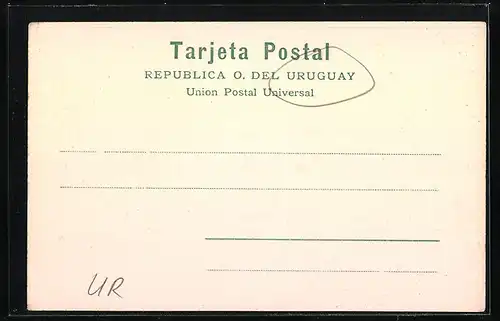 Tarjeta Postal
REPUBLICA O. DEL URUGUAY
Union Postal Universal
UR